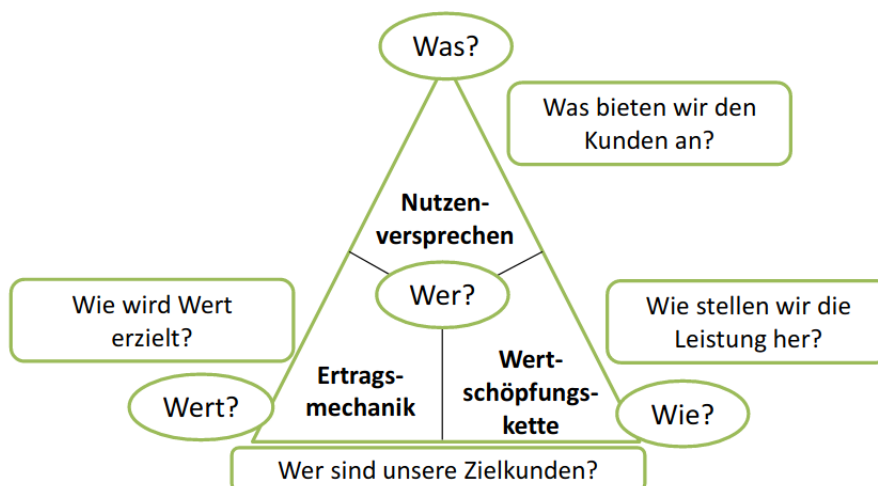 Was?
Was bieten wir den
Kunden an?
Nutzen-
versprechen
Wer?
Wie wird Wert
erzielt?
Wie stellen wir die
Leistung her?
Ertrags-
mechanik
Wert-
schöpfungs-
kette
Wert?
Wie?
Wer sind unsere Zielkunden?